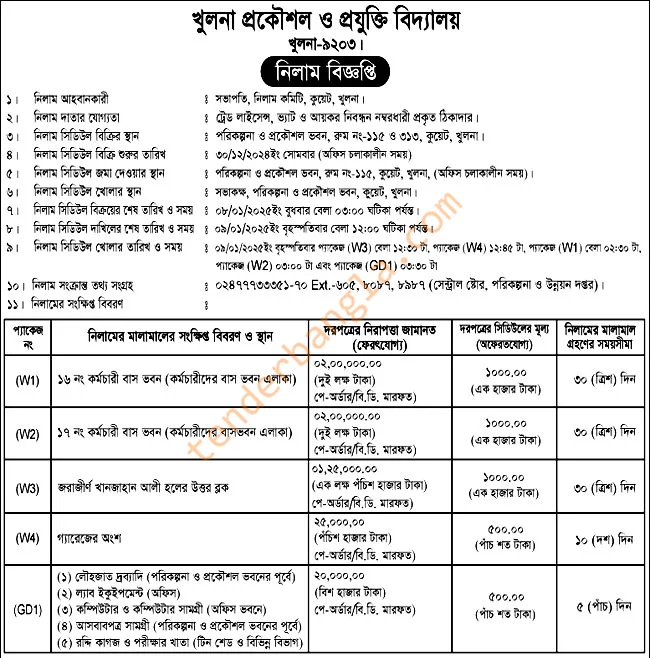 খুলনা প্রকৌশল ও প্রযুক্তি বিদ্যালয়
খুলনা-৯২০৩।
নিলাম বিজ্ঞপ্তি
১। নিলাম আহবানকারী : সভাপতি, নিলাম কমিটি, কুয়েট, খুলনা।
২। নিলাম দাতার যোগ্যতা : ট্রেড লাইসেন্স, ভ্যাট ও আয়কর নিবন্ধন নম্বরধারী প্রকৃত ঠিকাদার।
৩। নিলাম সিডিউল বিক্রির স্থান : পরিকল্পনা ও প্রকৌশল ভবন, রুম নং-১১৫ ও ৩১৩, কুয়েট, খুলনা।
৪। নিলাম সিডিউল বিক্রি শুরুর তারিখ : ৩০/১২/২০২৪ইং সোমবার (অফিস চলাকালীন সময়)
৫। নিলাম সিডিউল জমা দেওয়ার স্থান : পরিকল্পনা ও প্রকৌশল ভবন, রুম নং-১১৫, কুয়েট, খুলনা, (অফিস চলাকালীন সময়)।
৬। নিলাম সিডিউল খোলার স্থান : সভাকক্ষ, পরিকল্পনা ও প্রকৌশল ভবন, কুয়েট, খুলনা।
৭। নিলাম সিডিউল বিক্রয়ের শেষ তারিখ ও সময় : ০৮/০১/২০২৫ইং বুধবার বেলা ০৩:০০ ঘটিকা পর্যন্ত।
৮। নিলাম সিডিউল দাখিলের শেষ তারিখ ও সময় : ০৯/০১/২০২৫ইং বৃহস্পতিবার বেলা ১২:০০ ঘটিকা পর্যন্ত।
৯। নিলাম সিডিউল খোলার তারিখ ও সময় : ০৯/০১/২০২৫ইং বৃহস্পতিবার প্যাকেজ (W3) বেলা ১২:৩০ টা, প্যাকেজ (W4) ১২:৪৫ টা, প্যাকেজ (W1) বেলা ০২:৩০ টা,
প্যাকেজ (W2) ০৩:০০ টা এবং প্যাকেজ (GD1) ০৩:৩০ টা
১০। নিলাম সংক্রান্ত তথ্য সংগ্রহ : ০২৪৭৭৭৩৩৩৫১-৭০ Ext.-৬০৫, ৮০৮৭, ৮৯৮৭ (সেন্ট্রাল ষ্টোর, পরিকল্পনা ও উন্নয়ন দপ্তর)।
১১। নিলামের সংক্ষিপ্ত বিবরণ :
প্যাকেজ নং | নিলামের মালামালের সংক্ষিপ্ত বিবরণ ও স্থান | দরপত্রের নিরাপত্তা জামানত (ফেরৎযোগ্য) | দরপত্রের সিডিউলের মূল্য (অফেরতযোগ্য) | নিলামের মালামাল গ্রহণের সময়সীমা
(W1) | ১৬ নং কর্মচারী বাস ভবন (কর্মচারীদের বাস ভবন এলাকা) | ০২,০০,০০০.০০ (দুই লক্ষ টাকা) পে-অর্ডার/বি.ডি. মারফত | ১০০০.০০ (এক হাজার টাকা) | ৩০ (ত্রিশ) দিন
(W2) | ১৭ নং কর্মচারী বাস ভবন (কর্মচারীদের বাসভবন এলাকা) | ০২,০০,০০০.০০ (দুই লক্ষ টাকা) পে-অর্ডার/বি.ডি. মারফত | ১০০০.০০ (এক হাজার টাকা) | ৩০ (ত্রিশ) দিন
(W3) | জরাজীর্ণ খানজাহান আলী হলের উত্তর ব্লক | ০১,২৫,০০০.০০ (এক লক্ষ পঁচিশ হাজার টাকা) পে-অর্ডার/বি.ডি. মারফত | ১০০০.০০ (এক হাজার টাকা) | ৩০ (ত্রিশ) দিন
(W4) | গ্যারেজের অংশ | ২৫,০০০,০০ (পঁচিশ হাজার টাকা) পে-অর্ডার/বি.ডি. মারফত | ৫০০.০০ (পাঁচ শত টাকা) | ১০ (দশ) দিন
(GD1) | (১) লৌহজাত দ্রব্যাদি (পরিকল্পনা ও প্রকৌশল ভবনের পূর্বে)
(২) ল্যাব ইকুইপমেন্ট (অফিস)
(৩) কম্পিউটার ও কম্পিউটার সামগ্রী (অফিস ভবনে)
(৪) আসবাবপত্র সামগ্রী (পরিকল্পনা ও প্রকৌশল ভবনের পূর্বে)
(৫) রদ্দি কাগজ ও পরীক্ষার খাতা (টিন শেড ও বিভিন্ন বিভাগ) | ২০,০০০,০০ (বিশ হাজার টাকা) পে-অর্ডার/বি.ডি. মারফত | ৫০০.০০ (পাঁচ শত টাকা) | ৫ (পাঁচ) দিন
tenderbangla.com